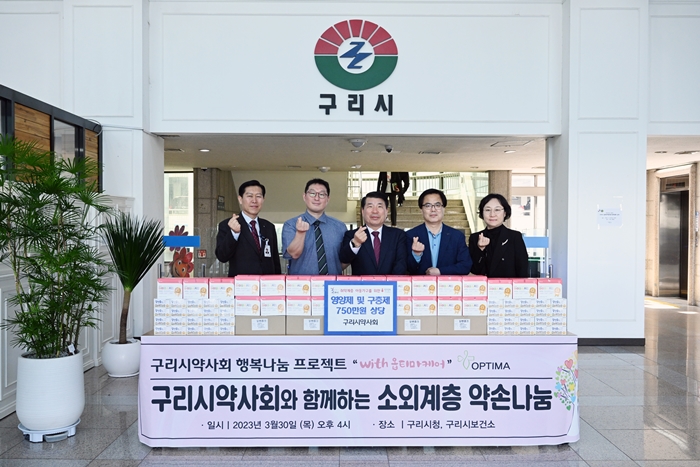 구리시
영양제 및 구충제
750만원 상당
구리시약사회
구리시약사회 행복나눔 프로젝트 "with 옵티마케어" OPTIMA
구리시약사회와 함께하는 소외계층 약손나눔
· 일시 | 2023년 3월30일 (목) 오후 4시 · 장소 | 구리시청, 구리시보건소